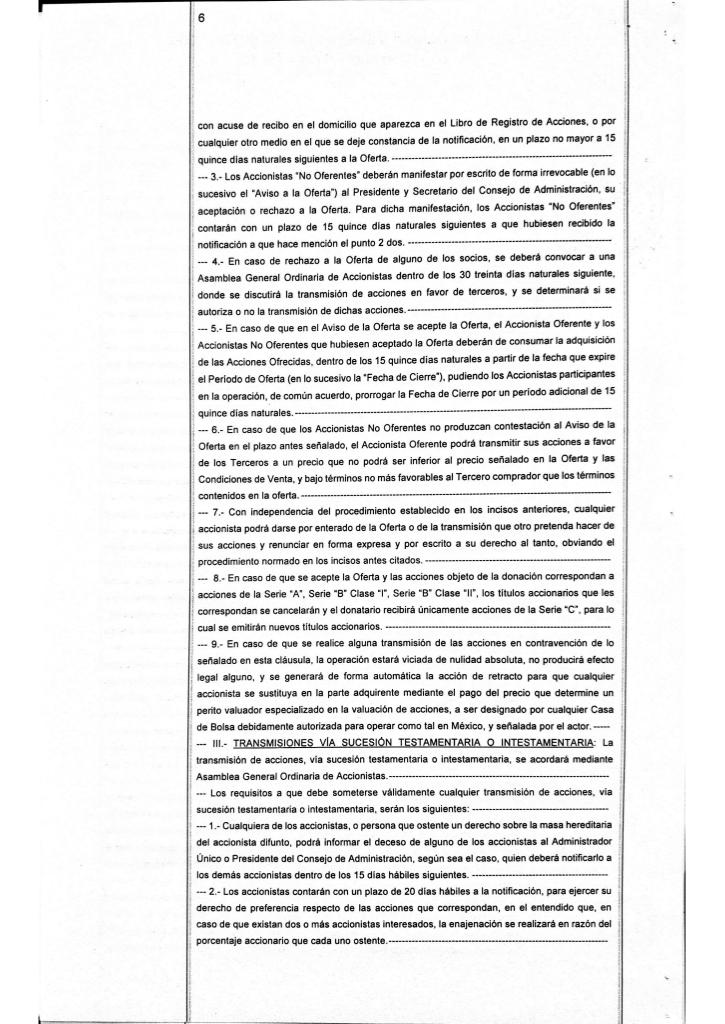 6
con acuse de recibo en el domicilio que aparezca en el Libro de Registro de Acciones, o por
cualquier otro medio en el que se deje constancia de la notificación, en un plazo no mayor a 15
quince días naturales siguientes a la Oferta. ----------------------------------------------------
--- 3.- Los Accionistas “No Oferentes” deberán manifestar por escrito de forma irrevocable (en lo
sucesivo el “Aviso a la Oferta”) al Presidente y Secretario del Consejo de Administración, su
aceptación o rechazo a la Oferta. Para dicha manifestación, los Accionistas “No Oferentes”
contarán con un plazo de 15 quince días naturales siguientes a que hubiesen recibido la
notificación a que hace mención el punto 2 dos. -------------------------------------------------
--- 4.- En caso de rechazo a la Oferta de alguno de los socios, se deberá convocar a una
Asamblea General Ordinaria de Accionistas dentro de los 30 treinta días naturales siguiente,
donde se discutirá la transmisión de acciones en favor de terceros, y se determinará si se
autoriza o no la transmisión de dichas acciones.-------------------------------------------------
--- 5.- En caso de que en el Aviso de la Oferta se acepte la Oferta, el Accionista Oferente y los
Accionistas No Oferentes que hubiesen aceptado la Oferta deberán de consumar la adquisición
de las Acciones Ofrecidas, dentro de los 15 quince días naturales a partir de la fecha que expire
el Periodo de Oferta (en lo sucesivo la “Fecha de Cierre”), pudiendo los Accionistas participantes
en la operación, de común acuerdo, prorrogar la Fecha de Cierre por un período adicional de 15
quince días naturales.---------------------------------------------------------------------------
--- 6.- En caso de que los Accionistas No Oferentes no produzcan contestación al Aviso de la
Oferta en el plazo antes señalado, el Accionista Oferente podrá transmitir sus acciones a favor
de los Terceros a un precio que no podrá ser inferior al precio señalado en la Oferta y las
Condiciones de Venta, y bajo términos no más favorables al Tercero comprador que los términos
contenidos en la oferta.-------------------------------------------------------------------------
--- 7.- Con independencia del procedimiento establecido en los incisos anteriores, cualquier
accionista podrá darse por enterado de la Oferta o de la transmisión que otro pretenda hacer de
sus acciones y renunciar en forma expresa y por escrito a su derecho al tanto, obviando el
procedimiento normado en los incisos antes citados. ---------------------------------------------
--- 8.- En caso de que se acepte la Oferta y las acciones objeto de la donación correspondan a
acciones de la Serie “A”, Serie “B” Clase “I”, Serie “B” Clase “II”, los títulos accionarios que les
correspondan se cancelarán y el donatario recibirá únicamente acciones de la Serie “C”, para lo
cual se emitirán nuevos títulos accionarios. ----------------------------------------------------
--- 9.- En caso de que se realice alguna transmisión de las acciones en contravención de lo
señalado en esta cláusula, la operación estará viciada de nulidad absoluta, no producirá efecto
legal alguno, y se generará de forma automática la acción de retracto para que cualquier
accionista se sustituya en la parte adquirente mediante el pago del precio que determine un
perito valuador especializado en la valuación de acciones, a ser designado por cualquier Casa
de Bolsa debidamente autorizada para operar como tal en México, y señalada por el actor. -----
--- III.- TRANSMISIONES VÍA SUCESIÓN TESTAMENTARIA O INTESTAMENTARIA: La
transmisión de acciones, vía sucesión testamentaria o intestamentaria, se acordará mediante
Asamblea General Ordinaria de Accionistas.------------------------------------------------------
--- Los requisitos a que debe someterse válidamente cualquier transmisión de acciones, vía
sucesión testamentaria o intestamentaria, serán los siguientes: ---------------------------------
--- 1.- Cualquiera de los accionistas, o persona que ostente un derecho sobre la masa hereditaria
del accionista difunto, podrá informar el deceso de alguno de los accionistas al Administrador
Único o Presidente del Consejo de Administración, según sea el caso, quien deberá notificarlo a
los demás accionistas dentro de los 15 días hábiles siguientes. ---------------------------------
--- 2.- Los accionistas contarán con un plazo de 20 días hábiles a la notificación, para ejercer su
derecho de preferencia respecto de las acciones que correspondan, en el entendido que, en
caso de que existan dos o más accionistas interesados, la enajenación se realizará en razón del
porcentaje accionario que cada uno ostente.------------------------------------------------------